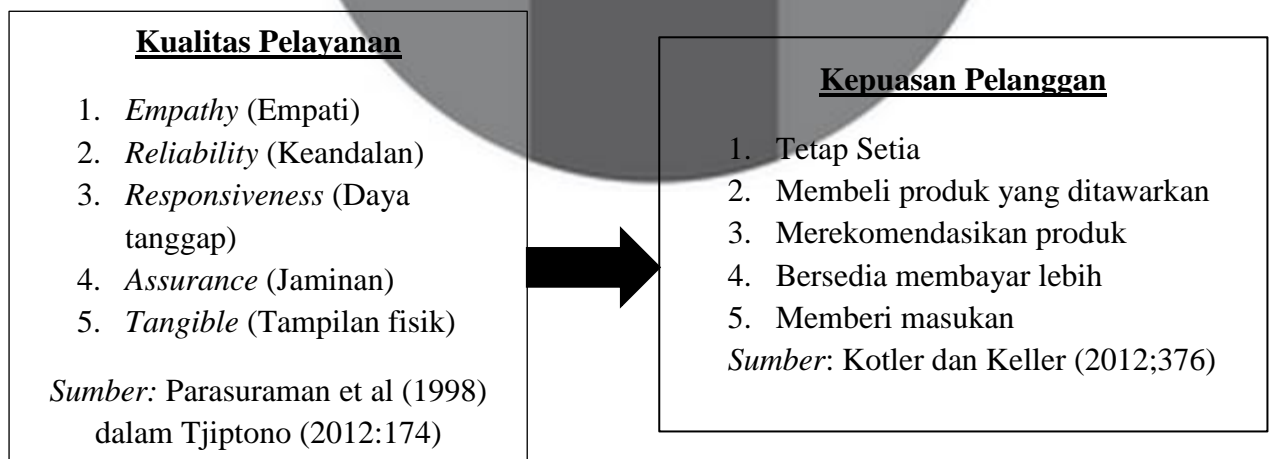 Kualitas Pelayanan
1. Empathy (Empati)
2. Reliability (Keandalan)
3. Responsiveness (Daya
tanggap)
4. Assurance (Jaminan)
5. Tangible (Tampilan fisik)
Sumber: Parasuraman et al (1998)
dalam Tjiptono (2012:174)
Kepuasan Pelanggan
1. Tetap Setia
2. Membeli produk yang ditawarkan
3. Merekomendasikan produk
4. Bersedia membayar lebih
5. Memberi masukan
Sumber: Kotler dan Keller (2012;376)